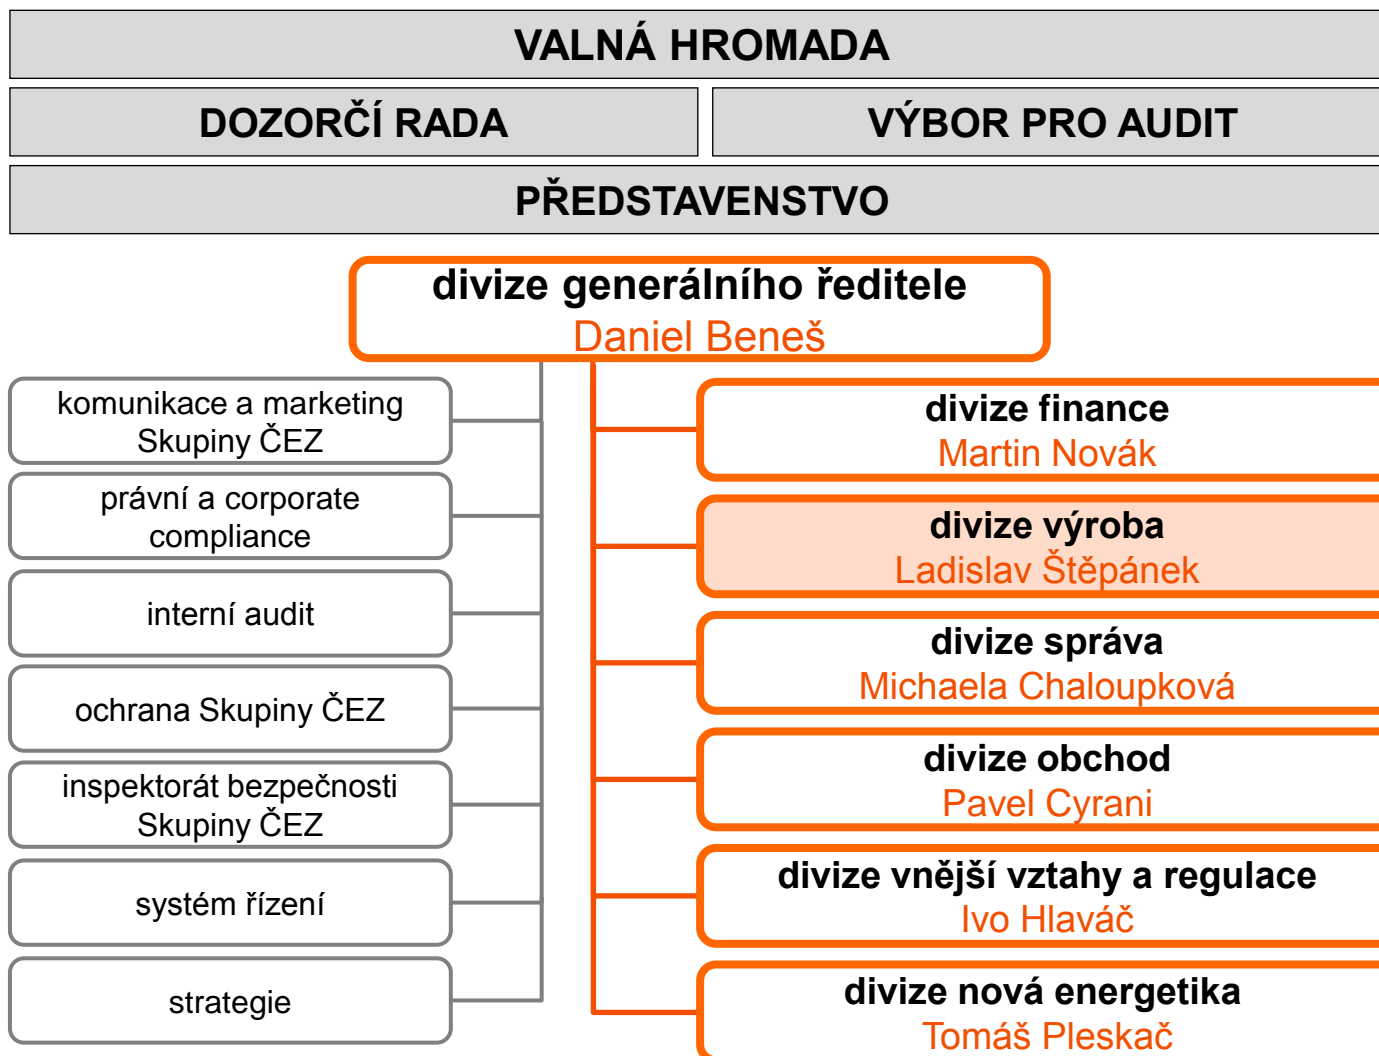 VALNÁ HROMADA
DOZORČÍ RADA
VÝBOR PRO AUDIT
PŘEDSTAVENSTVO
divize generálního ředitele
Daniel Beneš
komunikace a marketing
Skupiny ČEZ
právní a corporate
compliance
interní audit
ochrana Skupiny ČEZ
inspektorát bezpečnosti
Skupiny ČEZ
systém řízení
strategie
divize finance
Martin Novák
divize výroba
Ladislav Štěpánek
divize správa
Michaela Chaloupková
divize obchod
Pavel Cyrani
divize vnější vztahy a regulace
Ivo Hlaváč
divize nová energetika
Tomáš Pleskač